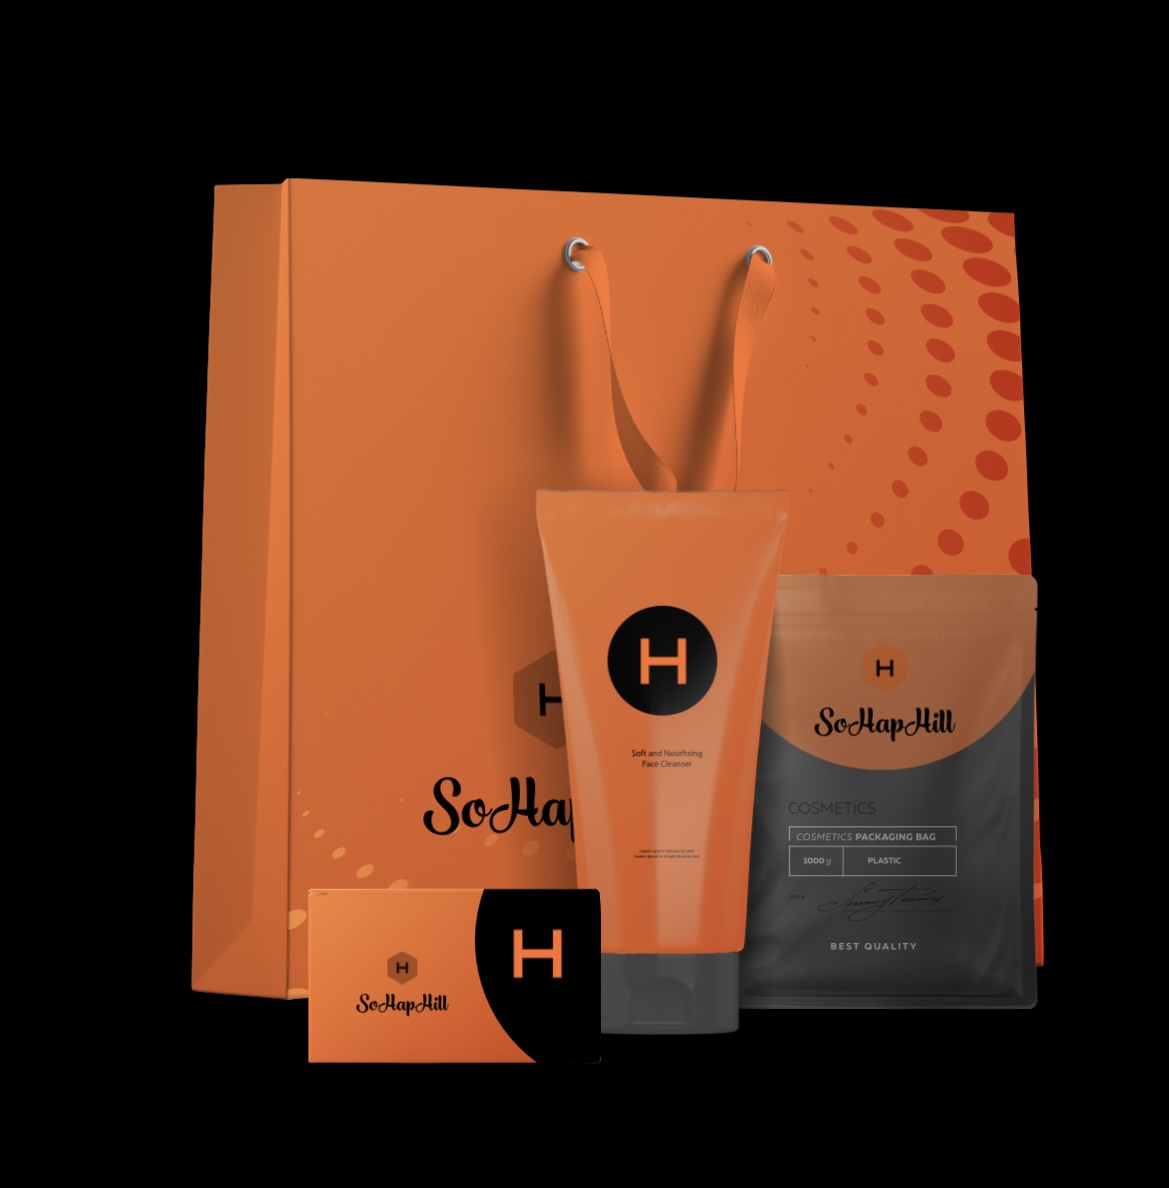 H
SoHap
H
Soft and Nourhsing
Face Cleanser
H
SoHapHill
COSMETICS
COSMETICS PACKAGING BAG
1000 g
PLASTIC
BEST QUALITY
H
SoHapHill
H